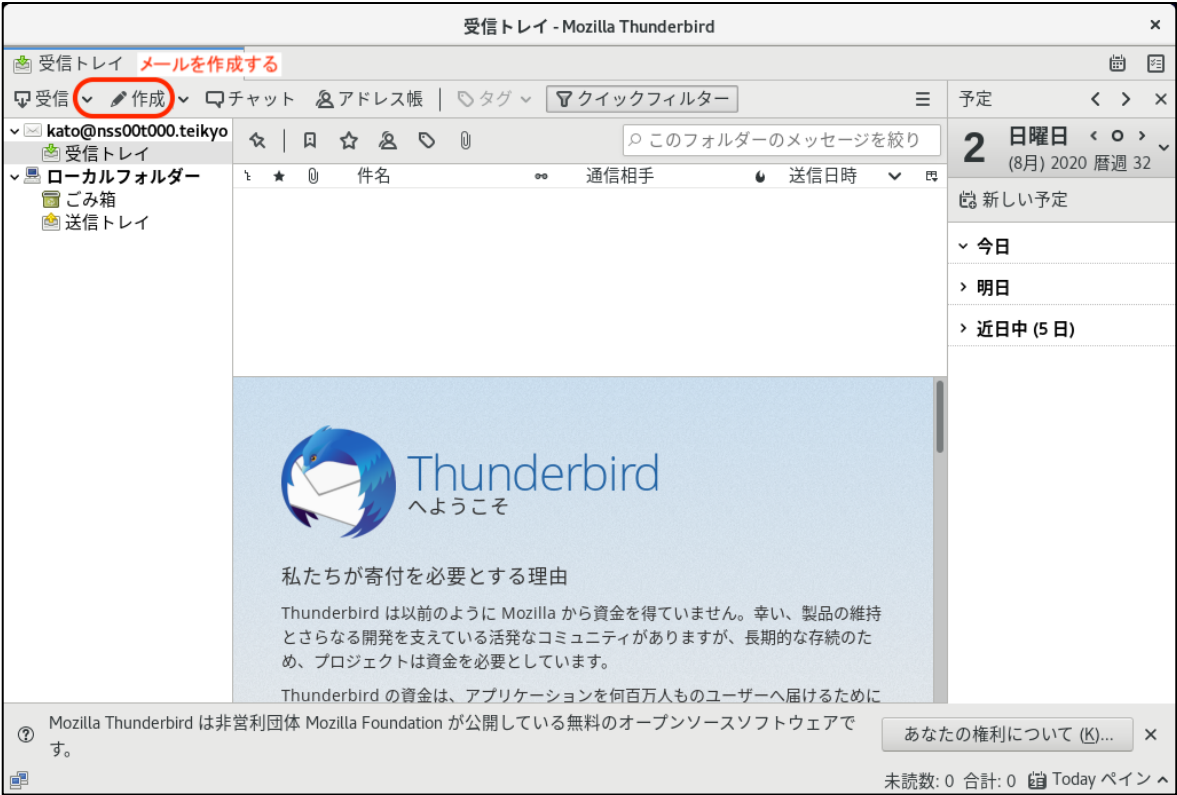 受信トレイ - Mozilla Thunderbird
受信トレイ メールを作成する
受信 作成 チャット アドレス帳 タグ クイックフィルター
予定
kato@nss00t000.teikyo
受信トレイ
ローカルフォルダー
ごみ箱
送信トレイ
このフォルダーのメッセージを絞り
件名 通信相手 送信日時
2 日曜日
(8月) 2020 暦週 32
新しい予定
今日
明日
近日中 (5 日)
Thunderbird
へようこそ
私たちが寄付を必要とする理由
Thunderbird は以前のように Mozilla から資金を得ていません。幸い、製品の維持
とさらなる開発を支えている活発なコミュニティがありますが、長期的な存続のた
め、プロジェクトは資金を必要としています。
Thunderbird の資金は、アプリケーションを何百万人ものユーザーへ届けるために
Mozilla Thunderbird は非営利団体 Mozilla Foundation が公開している無料のオープンソースソフトウェアで
す。
あなたの権利について (K)...
未読数: 0 合計: 0 Today ペイン